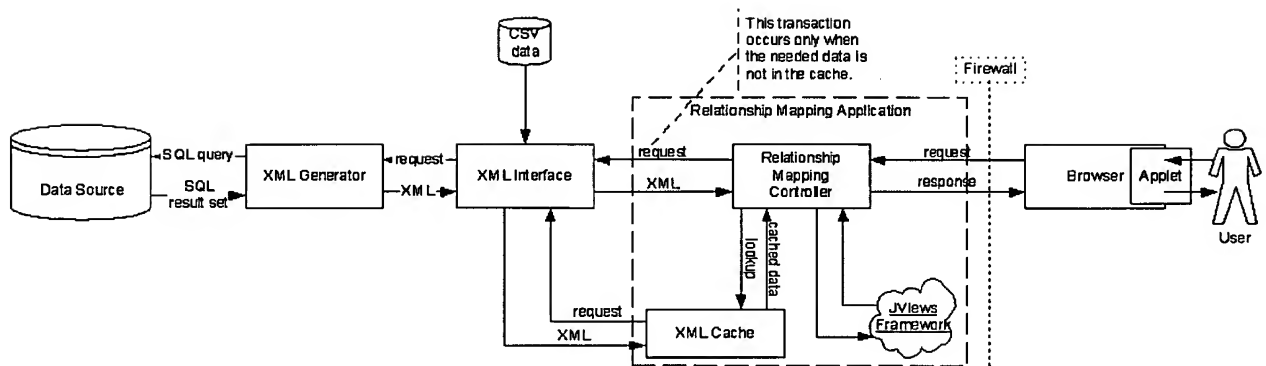 CSV
data
This transaction
occurs only when
the needed data is
not in the cache.
Firewall
Relationship Mapping Application
Data Source
SQL query
SQL
result set
XML Generator
request
XML
XML Interface
request
XML
Relationship
Mapping
Controller
request
response
Browser
Applet
User
lookup
cached data
request
XML
XML Cache
JViews
Framework